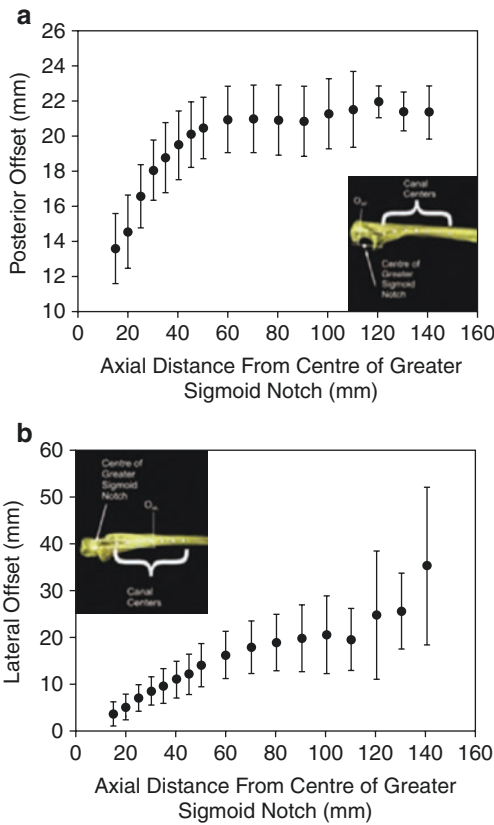 a
26
24
22
20
18
16
14
12
10
Posterior Offset (mm)
Canal
Centers
Centre of
Greater
Sigmoid
Notch
0 20 40 60 80 100 120 140 160
Axial Distance From Centre of Greater
Sigmoid Notch (mm)
b
60
50
40
30
20
10
0
Lateral Offset (mm)
Centre of
Greater
Sigmoid
Notch
Canal
Centers
0 20 40 60 80 100 120 140 160
Axial Distance From Centre of Greater
Sigmoid Notch (mm)